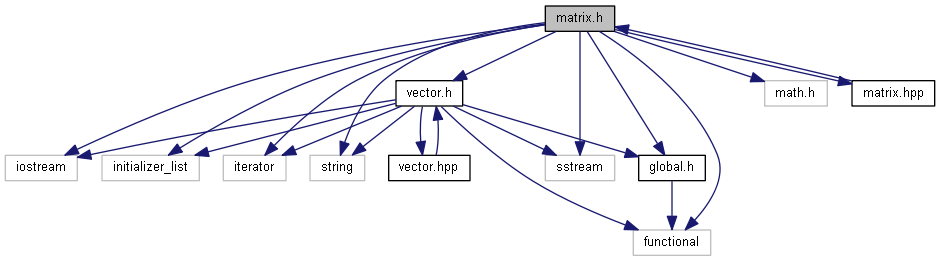 matrix.h
vector.h
math.h
matrix.hpp
iostream
initializer_list
iterator
string
vector.hpp
sstream
global.h
functional